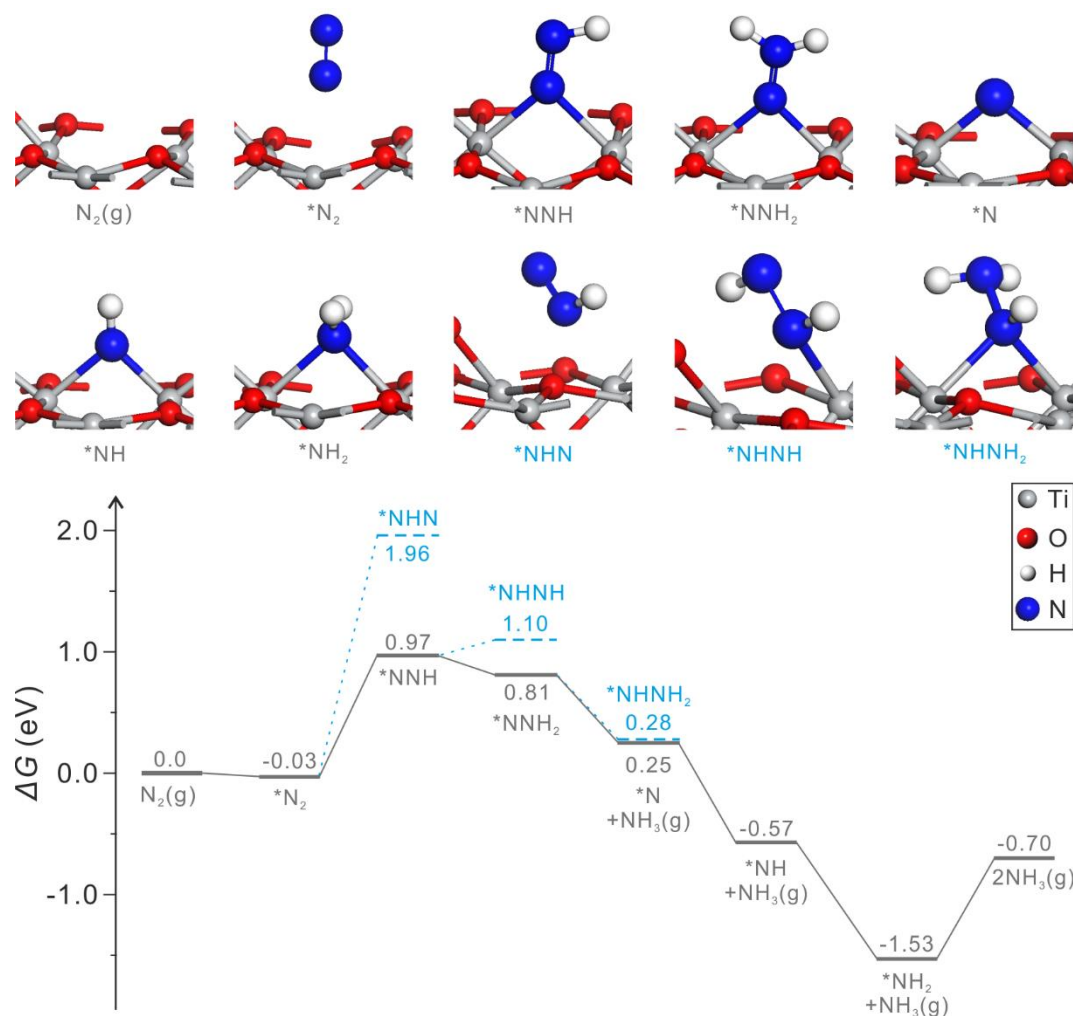 N₂(g)
*N₂
*NNH
*NNH₂
*N
*NH
*NH₂
*NHN
*NHNH
*NHNH₂
Ti
O
H
N
ΔG (eV)
2.0
1.0
0.0
-1.0
0.0
N₂(g)
-0.03
*N₂
*NHN
1.96
0.97
*NNH
*NHNH
1.10
0.81
*NNH₂
*NHNH₂
0.28
0.25
*N
+NH₃(g)
-0.57
*NH
+NH₃(g)
-1.53
*NH₂
+NH₃(g)
-0.70
2NH₃(g)